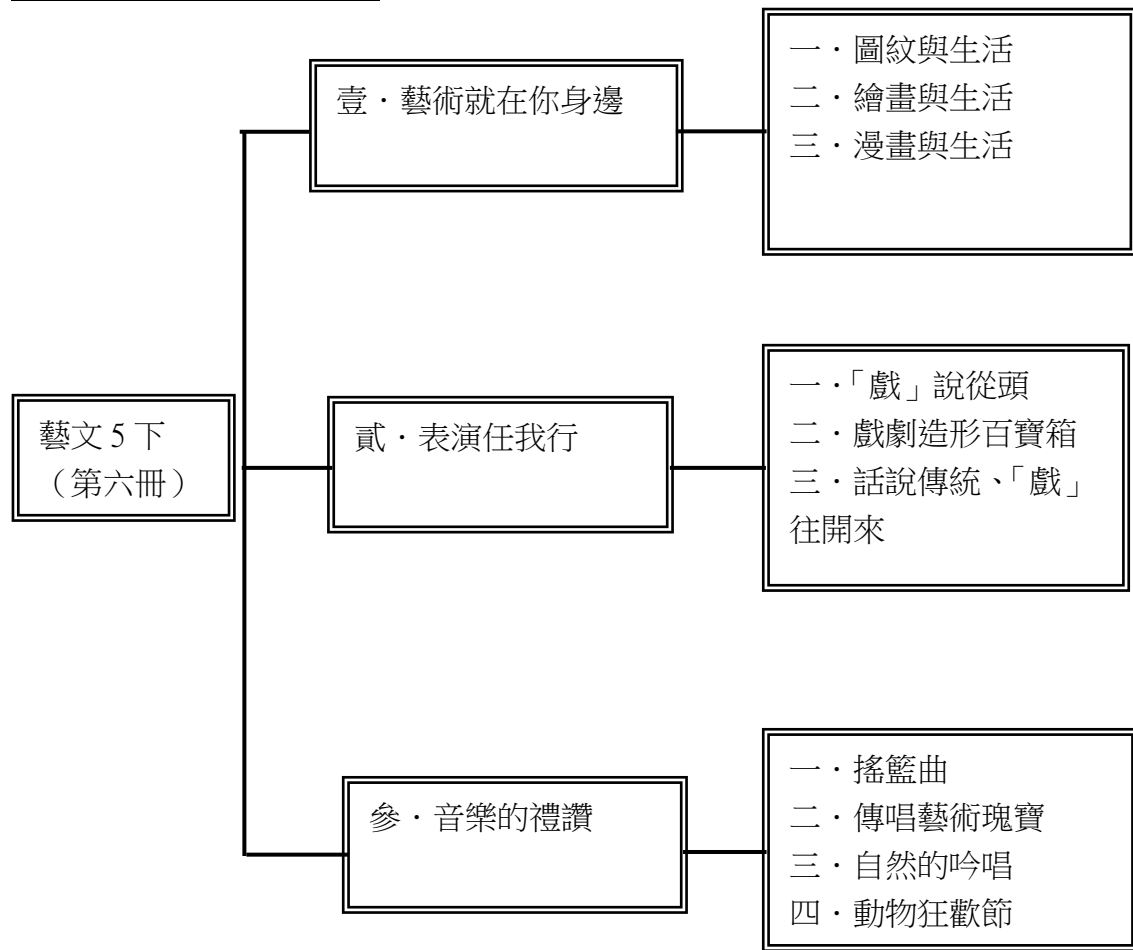 壹．藝術就在你身邊
一．圖紋與生活
二．繪畫與生活
三．漫畫與生活
藝文 5 下
（第六冊）
貳．表演任我行
一．「戲」說從頭
二．戲劇造形百寶箱
三．話說傳統、「戲」
往開來
參．音樂的禮讚
一．搖籃曲
二．傳唱藝術瑰寶
三．自然的吟唱
四．動物狂歡節